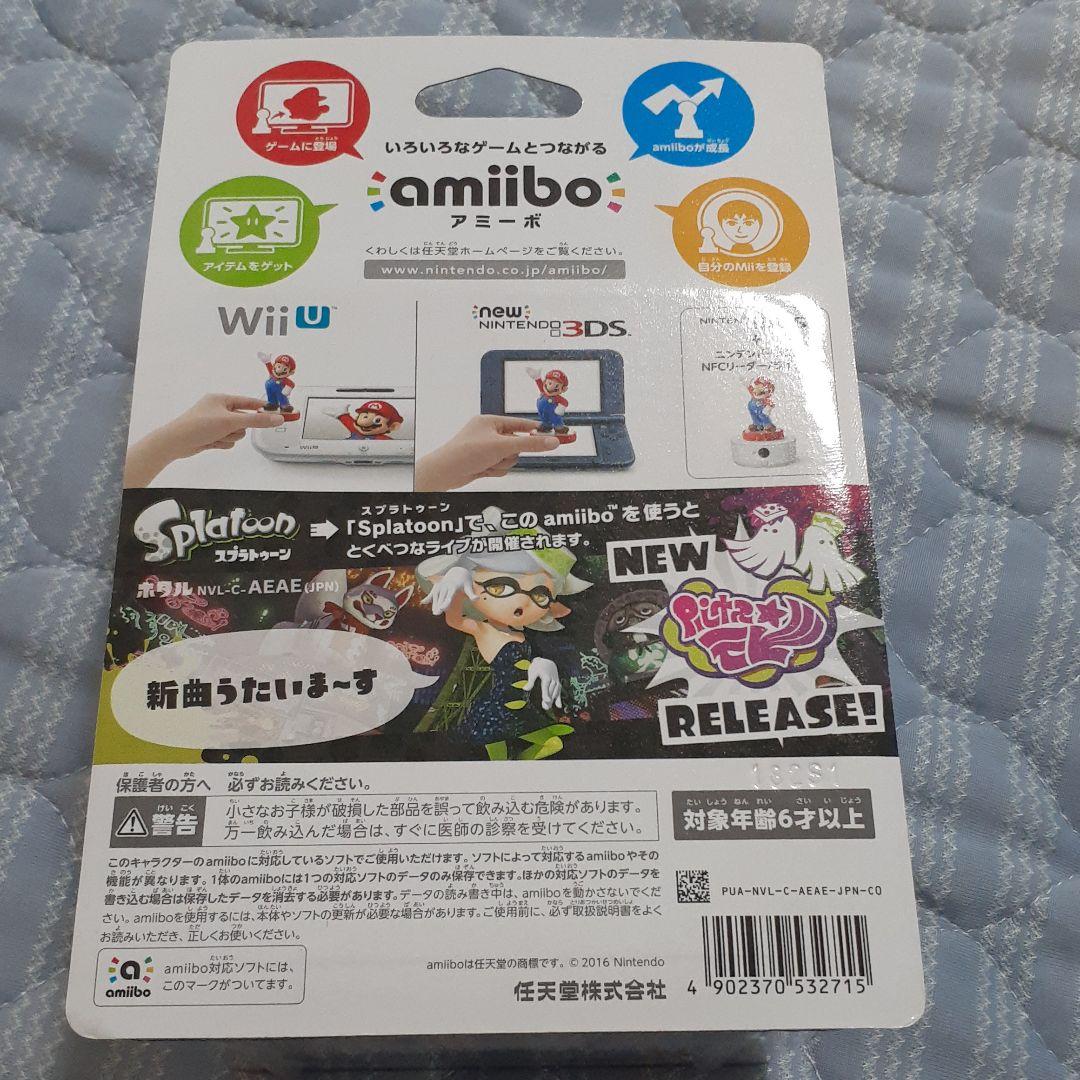 ゲームに登場
amiiboが成長
いろいろなゲームとつながる
amiibo
アミーボ
アイテムをゲット
自分のMiiを登録
くわしくは任天堂ホームページをご覧ください。
www.nintendo.co.jp/amiibo/
Wii U™
new NINTENDO 3DS™
NINTENDO
+
NFCリーダー/
Splatoon
スプラトゥーン
「Splatoon」で、このamiibo™を使うと
とくべつなライブが開催されます。
ホタル NVL-C-AEAE(JPN)
新曲うたいま〜す
NEW
RELEASE!
保護者の方へ 必ずお読みください。
警告
小さなお子様が破損した部品を誤って飲み込む危険があります。
万一飲み込んだ場合は、すぐに医師の診察を受けてください。
対象年齢6才以上
このキャラクターのamiiboに対応しているソフトでご使用いただけます。ソフトによって対応するamiiboやその
機能が異なります。1体のamiiboには1つの対応ソフトのデータのみ保存できます。ほかの対応ソフトのデータを
書き込む場合は保存したデータを消去する必要があります。データの読み書き中は、amiiboを動かさないでくだ
さい。amiiboを使用するには、本体やソフトの更新が必要な場合があります。ご使用前に、必ず取扱説明書をよく
お読みいただき、正しくお使いください。
PUA-NVL-C-AEAE-JPN-C0
amiibo
amiibo対応ソフトには、
このマークがついてます。
amiiboは任天堂の商標です。© 2016 Nintendo
任天堂株式会社
4 902370 532715